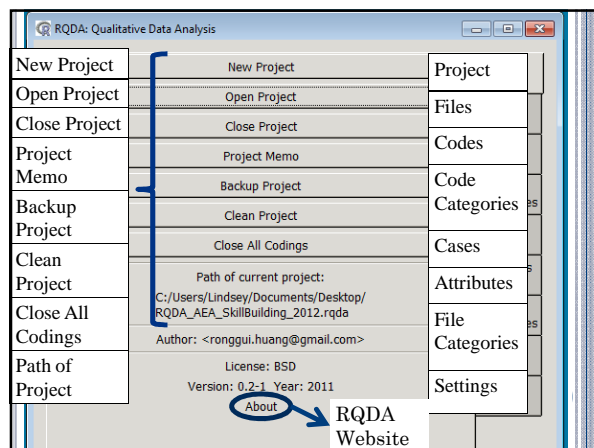 RQDA: Qualitative Data Analysis
New Project
Open Project
Close Project
Project
Memo
Backup
Project
Clean
Project
Close All
Codings
Path of
Project
New Project
Open Project
Close Project
Project Memo
Backup Project
Clean Project
Close All Codings
Path of current project:
C:/Users/Lindsey/Documents/Desktop/
RQDA_AEA_SkillBuilding_2012.rqda
Author: <ronggui.huang@gmail.com>
License: BSD
Version: 0.2-1 Year: 2011
About
RQDA
Website
Project
Files
Codes
Code
Categories
Cases
Attributes
File
Categories
Settings
es
s
es